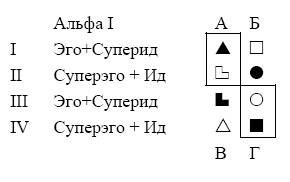 Альфа I А Б
I Эго+Суперид
II Суперэго + Ид
III Эго+Суперид
IV Суперэго + Ид
В Г